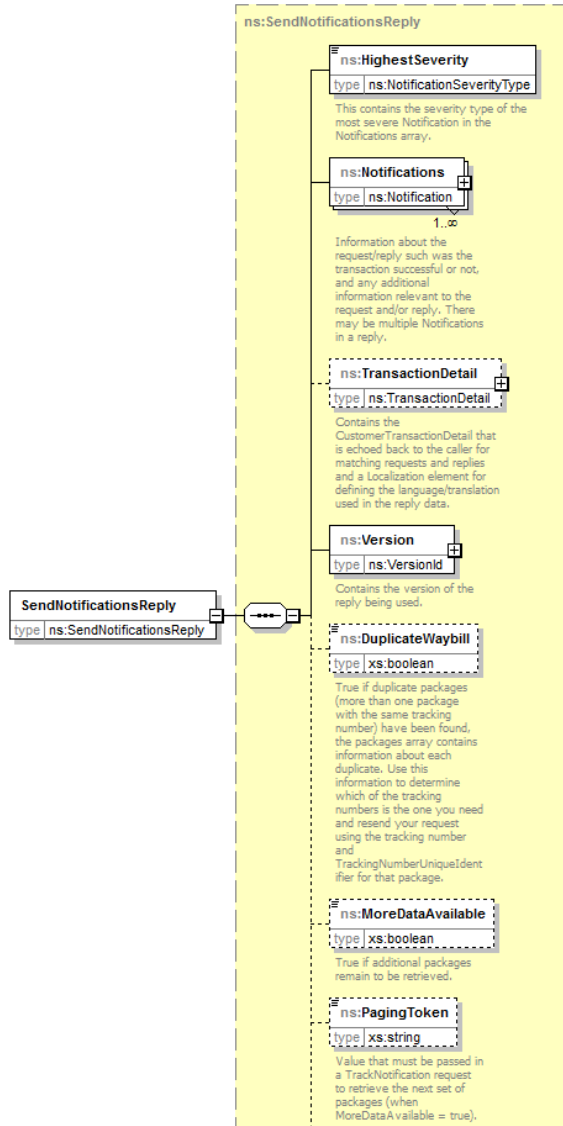 ns:SendNotificationsReply
ns:HighestSeverity
type ns:NotificationSeverityType
This contains the severity type of the
most severe Notification in the
Notifications array.
ns:Notifications
type ns:Notification
1..∞
Information about the
request/reply such was the
transaction successful or not,
and any additional
information relevant to the
request and/or reply. There
may be multiple Notifications
in a reply.
ns:TransactionDetail
type ns:TransactionDetail
Contains the
CustomerTransactionDetail that
is echoed back to the caller for
matching requests and replies
and a Localization element for
defining the language/translation
used in the reply data.
ns:Version
type ns:VersionId
Contains the version of the
reply being used.
SendNotificationsReply
type ns:SendNotificationsReply
ns:DuplicateWaybill
type xs:boolean
True if duplicate packages
(more than one package
with the same tracking
number) have been found,
the packages array contains
information about each
duplicate. Use this
information to determine
which of the tracking
numbers is the one you need
and resend your request
using the tracking number
and
TrackingNumberUniqueIdent
ifier for that package.
ns:MoreDataAvailable
type xs:boolean
True if additional packages
remain to be retrieved.
ns:PagingToken
type xs:string
Value that must be passed in
a TrackNotification request
to retrieve the next set of
packages (when
MoreDataAvailable = true).